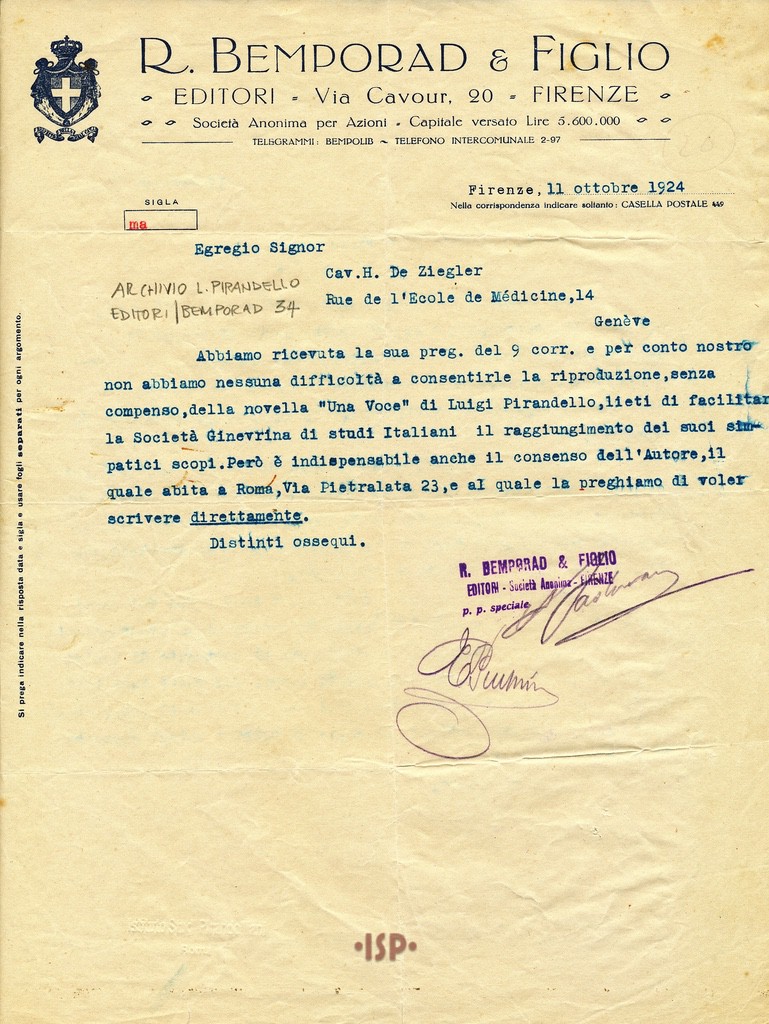 R. BEMPORAD & FIGLIO
EDITORI - Via Cavour, 20 - FIRENZE
Società Anonima per Azioni - Capitale versato Lire 5.600.000
TELEGRAMMI: BEMPOLIB ~ TELEFONO INTERCOMUNALE 2-97
Firenze, 11 ottobre 1924
Nella corrispondenza indicare soltanto: CASELLA POSTALE 449
SIGLA
ma
Egregio Signor
Cav.H. De Ziegler
Rue de l'Ecole de Médicine,14
Genêve
ARCHIVIO L. PIRANDELLO
EDITORI/BEMPORAD 34
Abbiamo ricevuta la sua preg. del 9 corr. e per conto nostro
non abbiamo nessuna difficoltà a consentirle la riproduzione,senza
compenso,della novella "Una Voce" di Luigi Pirandello,lieti di facilitar
la Società Ginevrina di studi Italiani il raggiungimento dei suoi sim-
patici scopi.Però è indispensabile anche il consenso dell'Autore,il
quale abita a Roma,Via Pietralata 23,e al quale la preghiamo di voler
scrivere direttamente.
Distinti ossequi.
R. BEMPORAD & FIGLIO
EDITORI - Società Anonima - FIRENZE
p. p. speciale
Si prega indicare nella risposta data e sigla e usare fogli separati per ogni argomento.
·ISP·